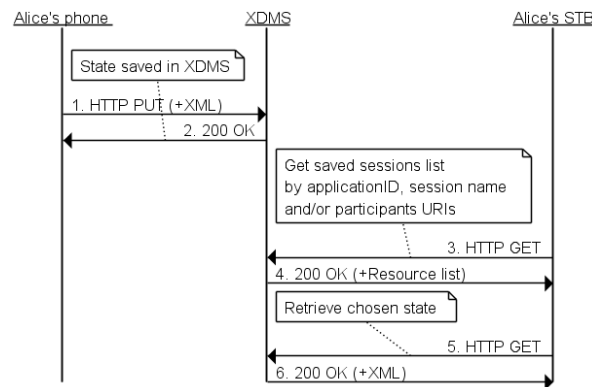 Alice's phone
XDMS
Alice's STB
State saved in XDMS
1. HTTP PUT (+XML)
2. 200 OK
Get saved sessions list
by applicationID, session name
and/or participants URIs
3. HTTP GET
4. 200 OK (+Resource list)
Retrieve chosen state
5. HTTP GET
6. 200 OK (+XML)